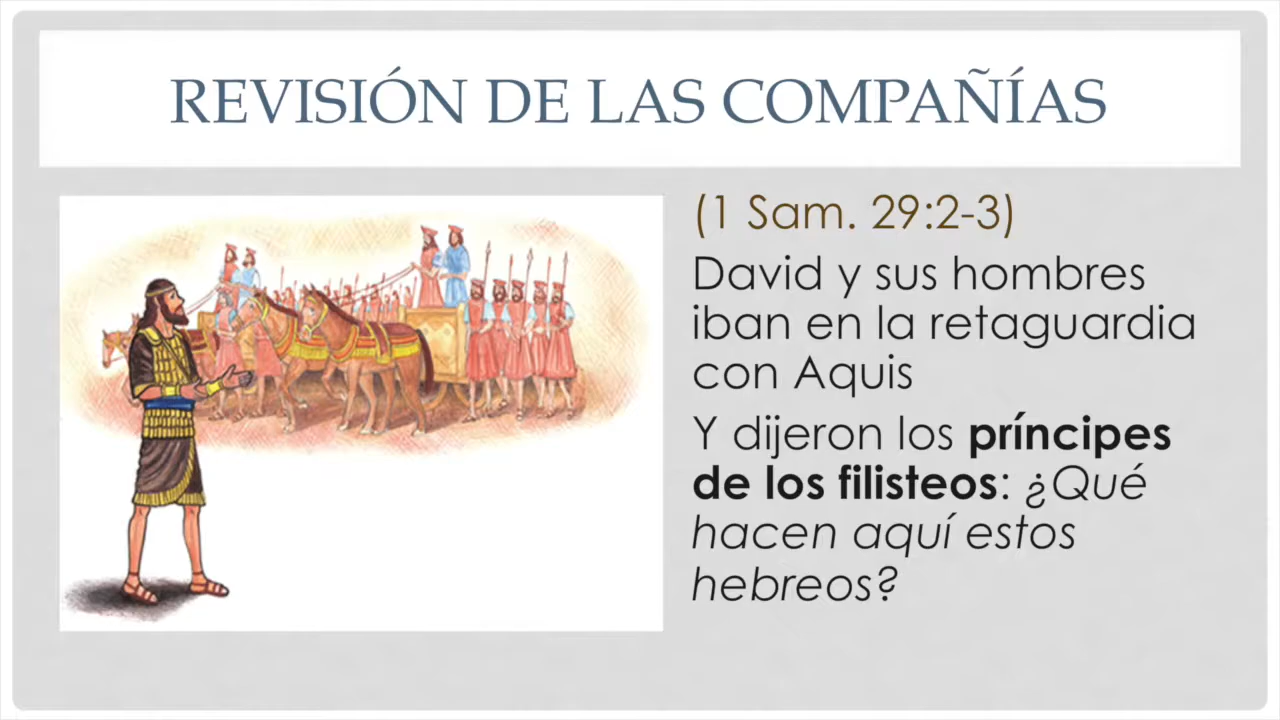 REVISIÓN DE LAS COMPAÑÍAS
(1 Sam. 29:2-3)
David y sus hombres
iban en la retaguardia
con Aquis
Y dijeron los príncipes
de los filisteos: ¿Qué
hacen aquí estos
hebreos?